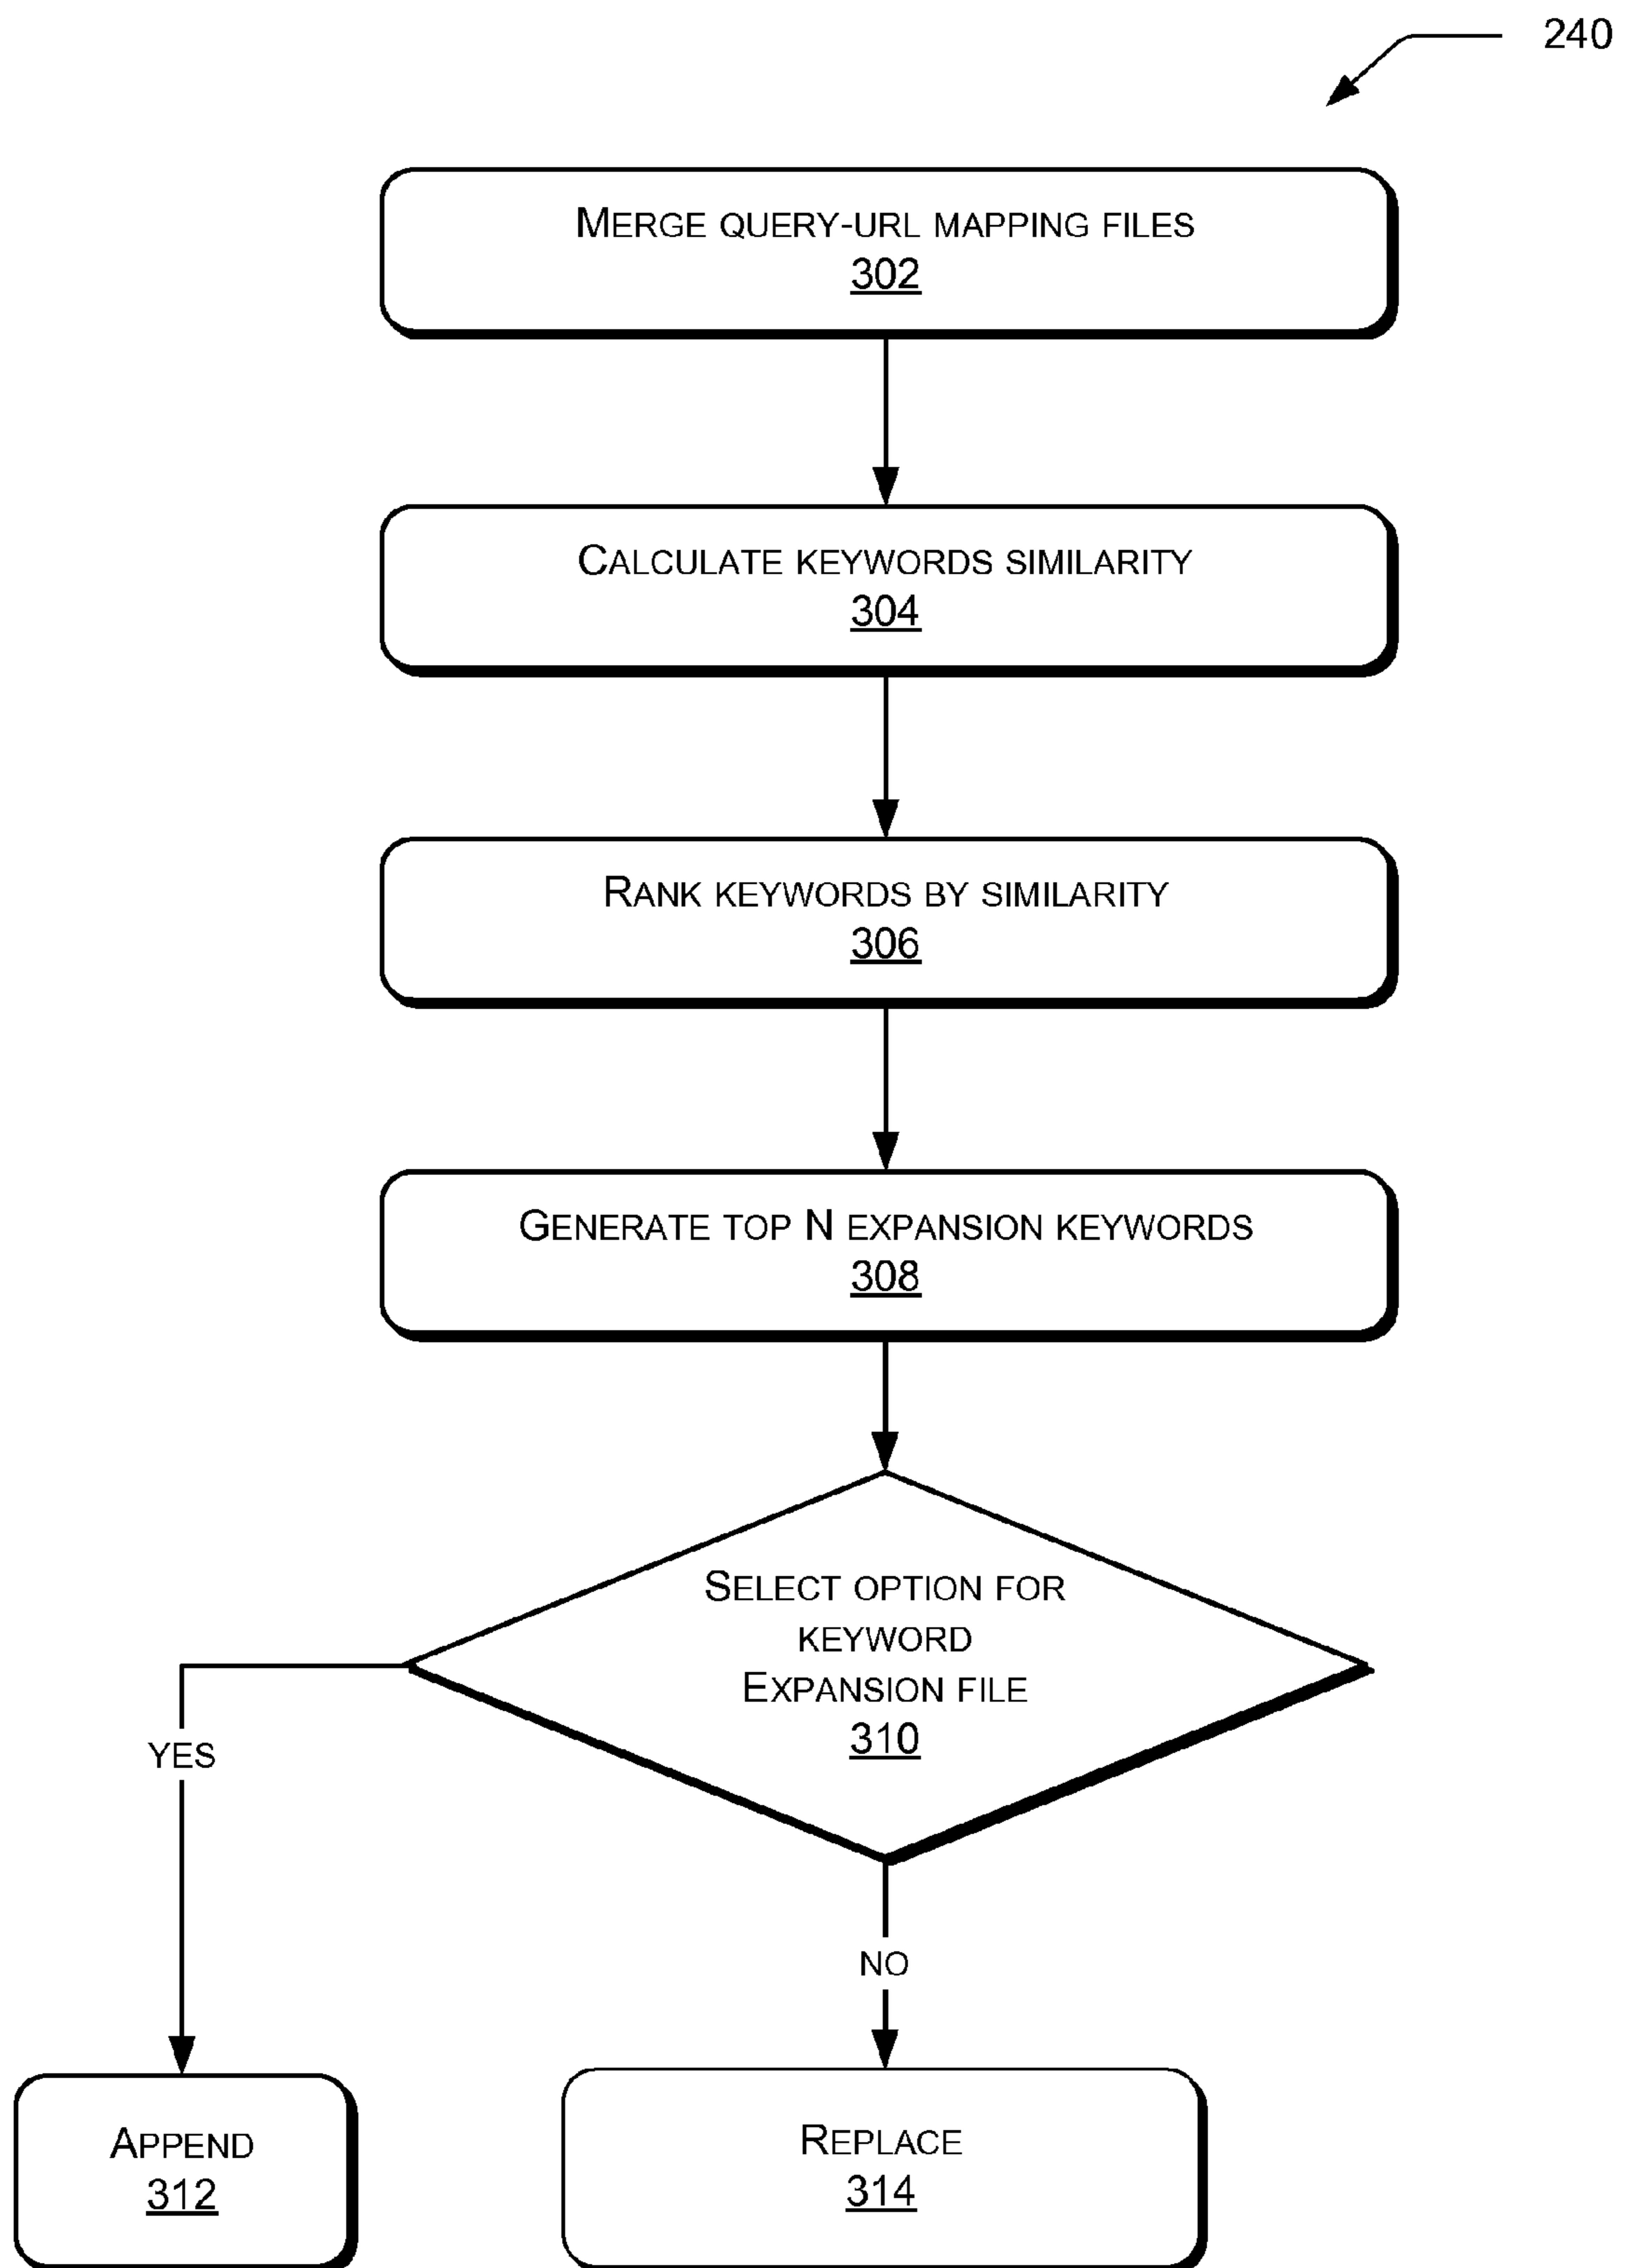 240
MERGE QUERY-URL MAPPING FILES
302
CALCULATE KEYWORDS SIMILARITY
304
RANK KEYWORDS BY SIMILARITY
306
GENERATE TOP N EXPANSION KEYWORDS
308
SELECT OPTION FOR
KEYWORD
EXPANSION FILE
310
YES
NO
APPEND
312
REPLACE
314